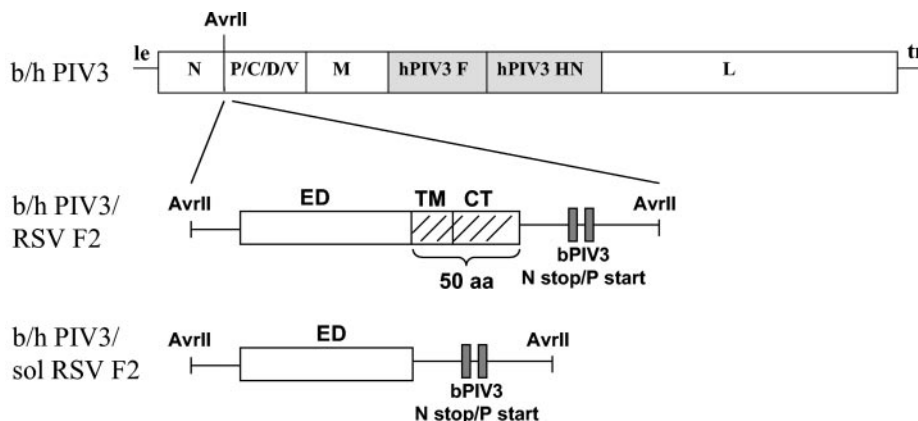 AvrII
le
tr
b/h PIV3
N
P/C/D/V
M
hPIV3 F
hPIV3 HN
L
b/h PIV3/
RSV F2
AvrII
ED
TM
CT
AvrII
50 aa
bPIV3
N stop/P start
b/h PIV3/
sol RSV F2
AvrII
ED
AvrII
bPIV3
N stop/P start